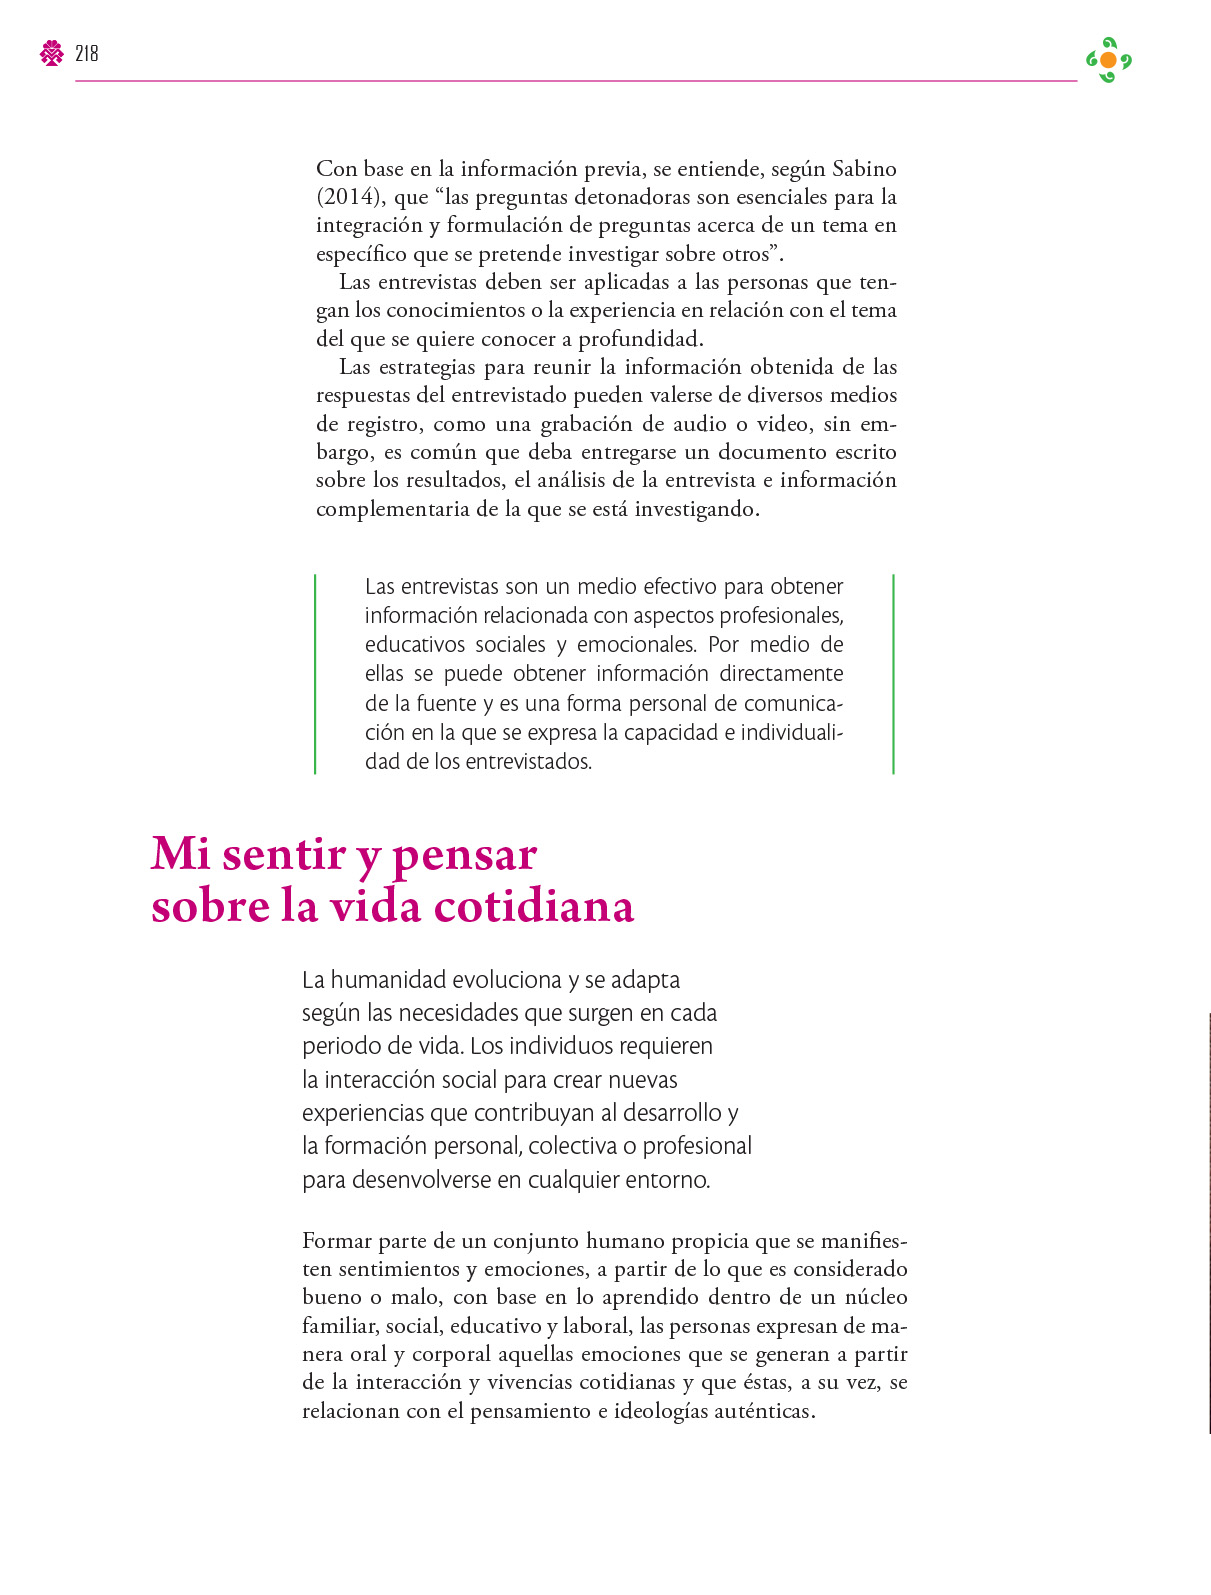 218
Con base en la información previa, se entiende, según Sabino
(2014), que “las preguntas detonadoras son esenciales para la
integración y formulación de preguntas acerca de un tema en
específico que se pretende investigar sobre otros”.
Las entrevistas deben ser aplicadas a las personas que ten-
gan los conocimientos o la experiencia en relación con el tema
del que se quiere conocer a profundidad.
Las estrategias para reunir la información obtenida de las
respuestas del entrevistado pueden valerse de diversos medios
de registro, como una grabación de audio o video, sin em-
bargo, es común que deba entregarse un documento escrito
sobre los resultados, el análisis de la entrevista e información
complementaria de la que se está investigando.
Las entrevistas son un medio efectivo para obtener
información relacionada con aspectos profesionales,
educativos sociales y emocionales. Por medio de
ellas se puede obtener información directamente
de la fuente y es una forma personal de comunica-
ción en la que se expresa la capacidad e individuali-
dad de los entrevistados.
Mi sentir y pensar
sobre la vida cotidiana
La humanidad evoluciona y se adapta
según las necesidades que surgen en cada
periodo de vida. Los individuos requieren
la interacción social para crear nuevas
experiencias que contribuyan al desarrollo y
la formación personal, colectiva o profesional
para desenvolverse en cualquier entorno.
Formar parte de un conjunto humano propicia que se manifies-
ten sentimientos y emociones, a partir de lo que es considerado
bueno o malo, con base en lo aprendido dentro de un núcleo
familiar, social, educativo y laboral, las personas expresan de ma-
nera oral y corporal aquellas emociones que se generan a partir
de la interacción y vivencias cotidianas y que éstas, a su vez, se
relacionan con el pensamiento e ideologías auténticas.